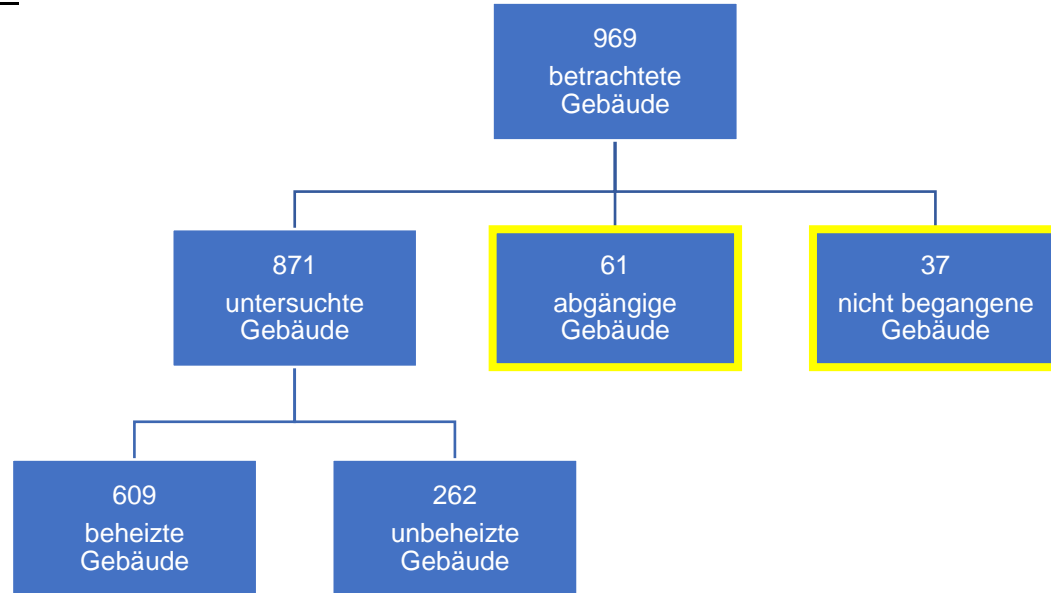 969
betrachtete
Gebäude
871
untersuchte
Gebäude
61
abgängige
Gebäude
37
nicht begangene
Gebäude
609
beheizte
Gebäude
262
unbeheizte
Gebäude